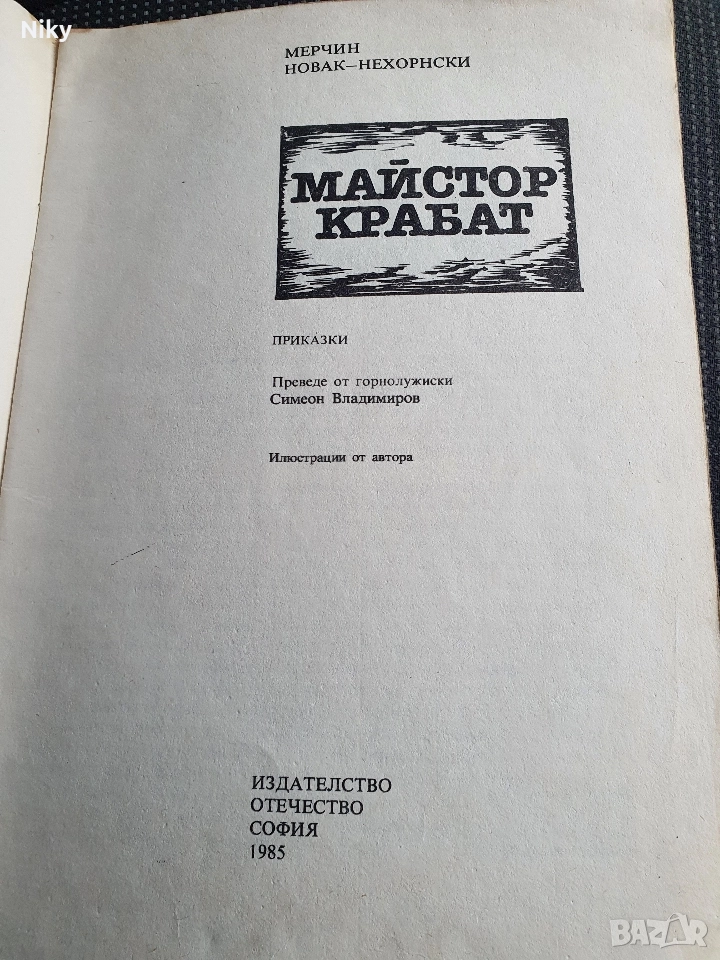 Niky
МЕРЧИН
НОВАК—НЕХОРНСКИ
МАЙСТОР
КРАБАТ
ПРИКАЗКИ
Преведе от горнолужиски
Симеон Владимиров
Илюстрации от автора
ИЗДАТЕЛСТВО
ОТЕЧЕСТВО
СОФИЯ
1985
BAZAR